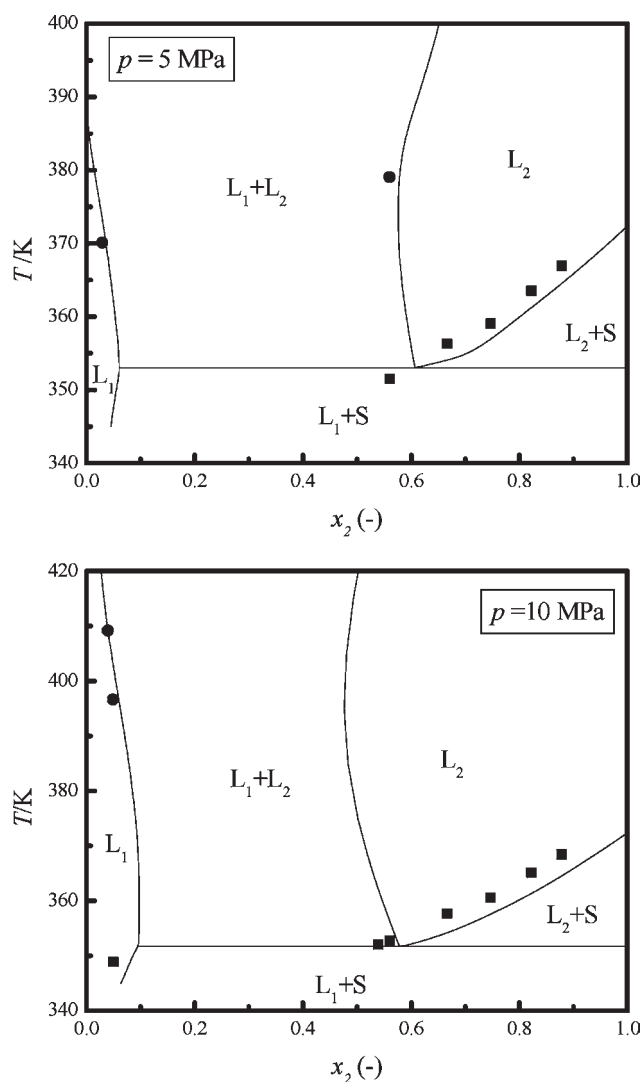 400
p = 5 MPa
390
380
L₂
L₁+L₂
370
T /K
360
L₂+S
L₁
350
L₁+S
340
0.0 0.2 0.4 0.6 0.8 1.0
x₂ (-)
420
p =10 MPa
400
L₂
L₁+L₂
380
T/K
L₁
360
L₂+S
L₁+S
340
0.0 0.2 0.4 0.6 0.8 1.0
x₂ (-)